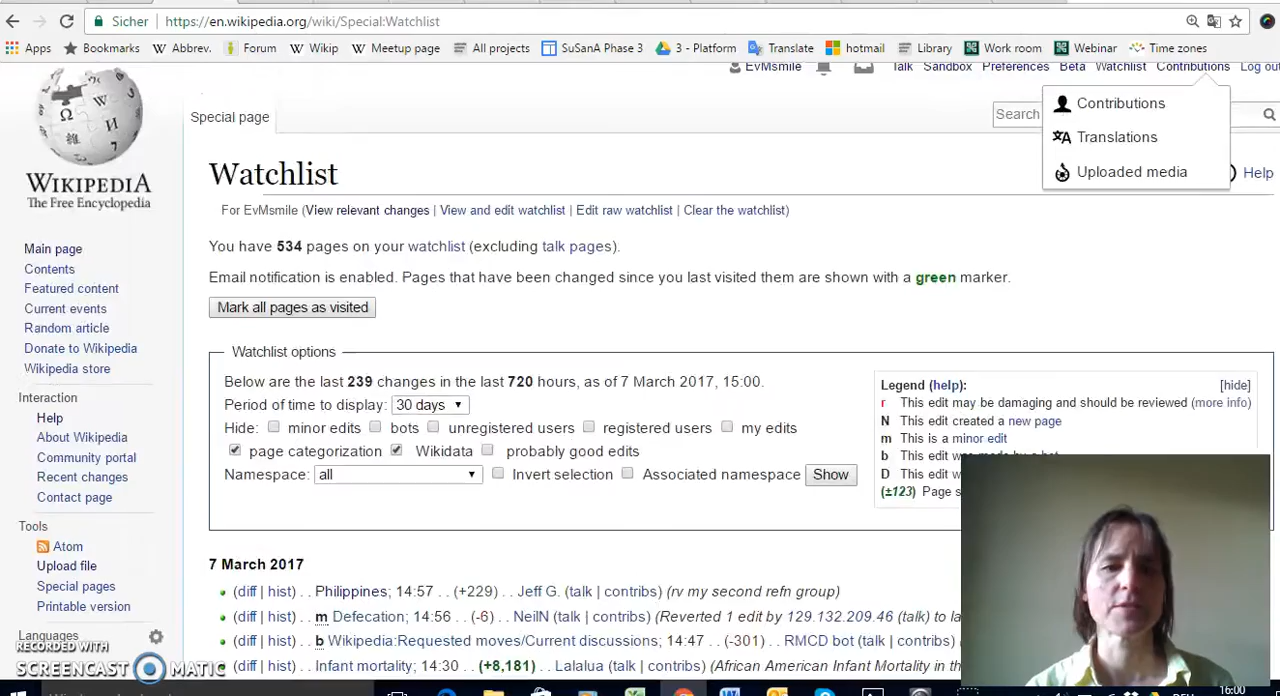 Sicher https://en.wikipedia.org/wiki/Special:Watchlist
Apps Bookmarks Abbrev. Forum Wikip Meetup page All projects SuSanA Phase 3 3 - Platform Translate hotmail Library Work room Webinar Time zones
EvMsmile Talk Sandbox Preferences Beta Watchlist Contributions Log out
Contributions
Translations
Uploaded media
Special page
Search
WIKIPEDIA
The Free Encyclopedia
Watchlist
Help
For EvMsmile (View relevant changes | View and edit watchlist | Edit raw watchlist | Clear the watchlist)
You have 534 pages on your watchlist (excluding talk pages).
Email notification is enabled. Pages that have been changed since you last visited them are shown with a green marker.
Mark all pages as visited
Main page
Contents
Featured content
Current events
Random article
Donate to Wikipedia
Wikipedia store
Interaction
Help
About Wikipedia
Community portal
Recent changes
Contact page
Tools
Atom
Upload file
Special pages
Printable version
Languages
Watchlist options
Below are the last 239 changes in the last 720 hours, as of 7 March 2017, 15:00.
Period of time to display: 30 days
Hide: minor edits bots unregistered users registered users my edits
page categorization Wikidata probably good edits
Namespace: all Invert selection Associated namespace Show
Legend (help): [hide]
r This edit may be damaging and should be reviewed (more info)
N This edit created a new page
m This is a minor edit
b This edit was made by a bot
D This edit w
(±123) Page s
7 March 2017
(diff | hist) . . Philippines; 14:57 . . (+229) . . Jeff G. (talk | contribs) (rv my second refn group)
(diff | hist) . . m Defecation; 14:56 . . (-6) . . NeilN (talk | contribs) (Reverted 1 edit by 129.132.209.46 (talk) to la
(diff | hist) . . b Wikipedia:Requested moves/Current discussions; 14:47 . . (-301) . . RMCD bot (talk | contribs)
(diff | hist) . . Infant mortality; 14:30 . . (+8,181) . . Lalalua (talk | contribs) (African American Infant Mortality in the
RECORDED WITH
SCREENCAST MATIC
16:00